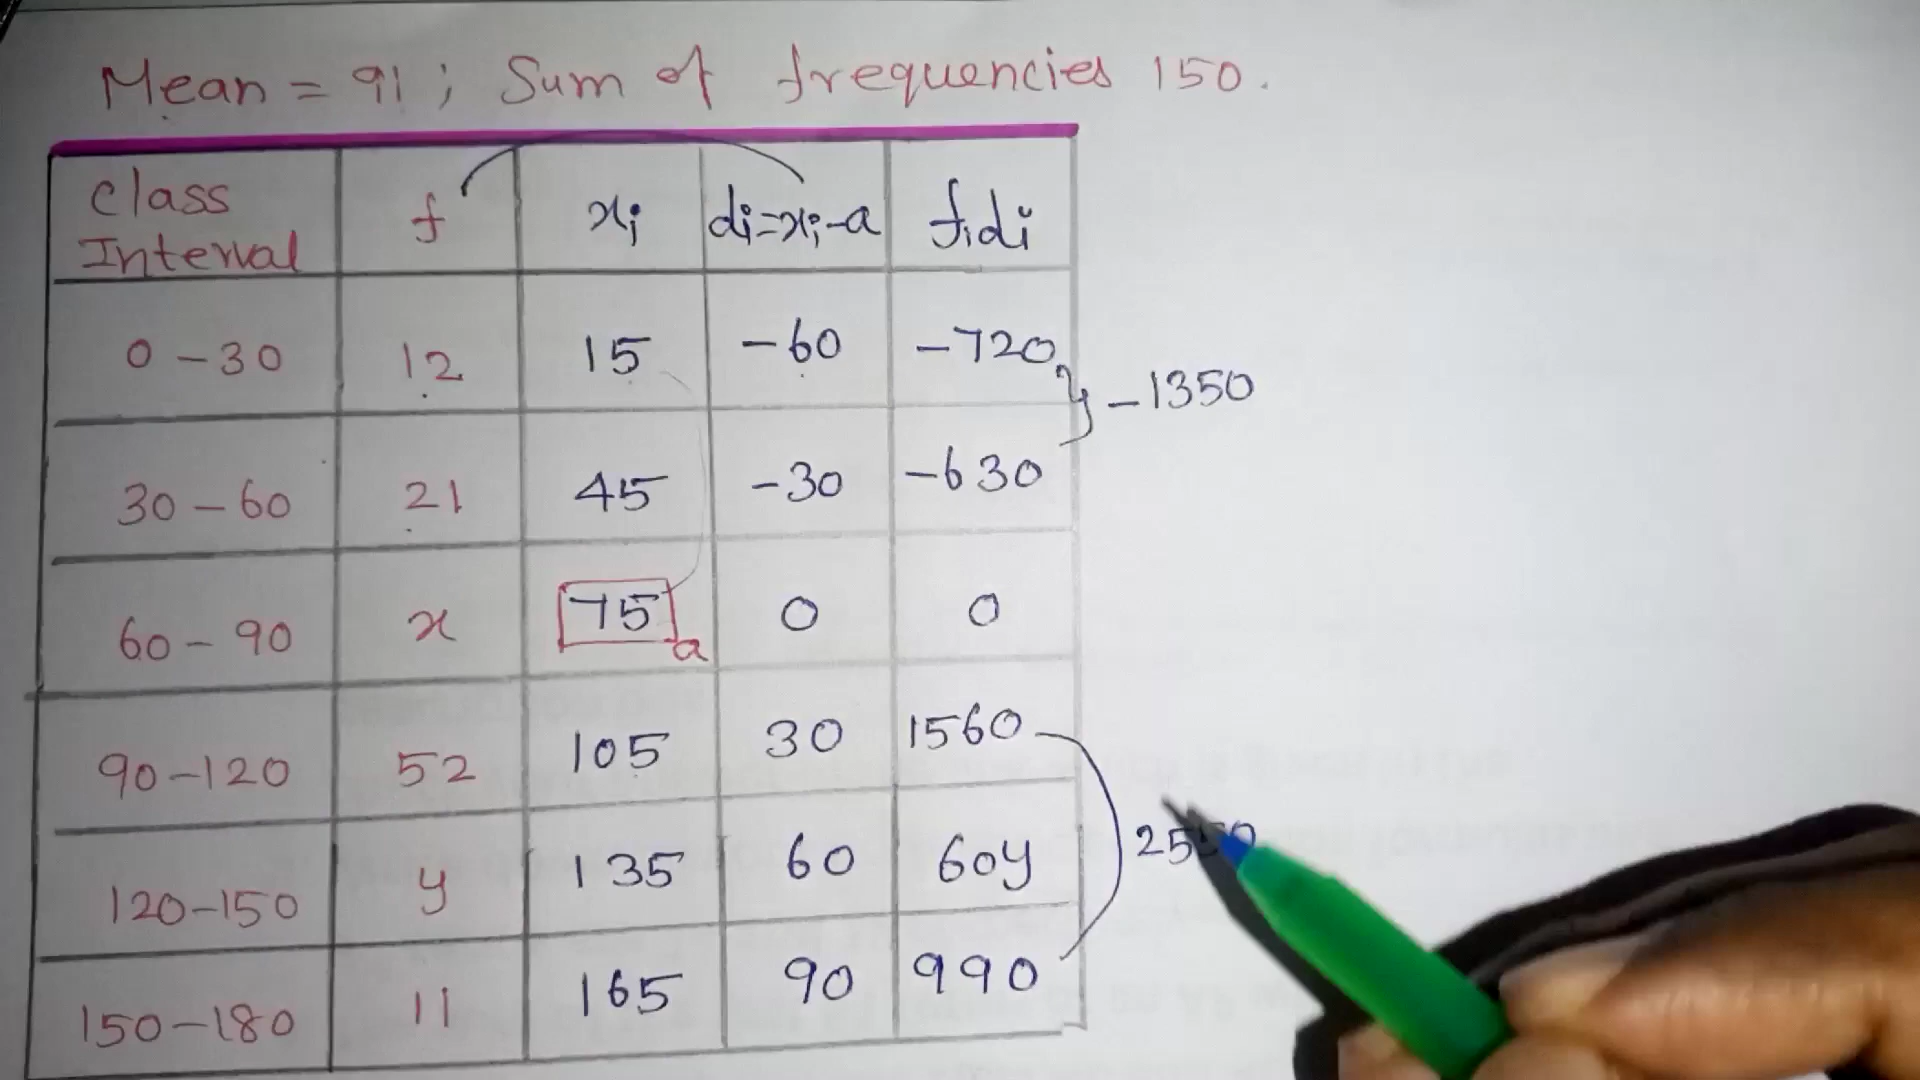 Mean = 91; Sum of frequencies 150.
Class Interval f xi di=xi-a fidi
0-30 12 15 -60 -720
-1350
30-60 21 45 -30 -630
60-90 x 75 a 0 0
90-120 52 105 30 1560
120-150 y 135 60 60y
2550
150-180 11 165 90 990